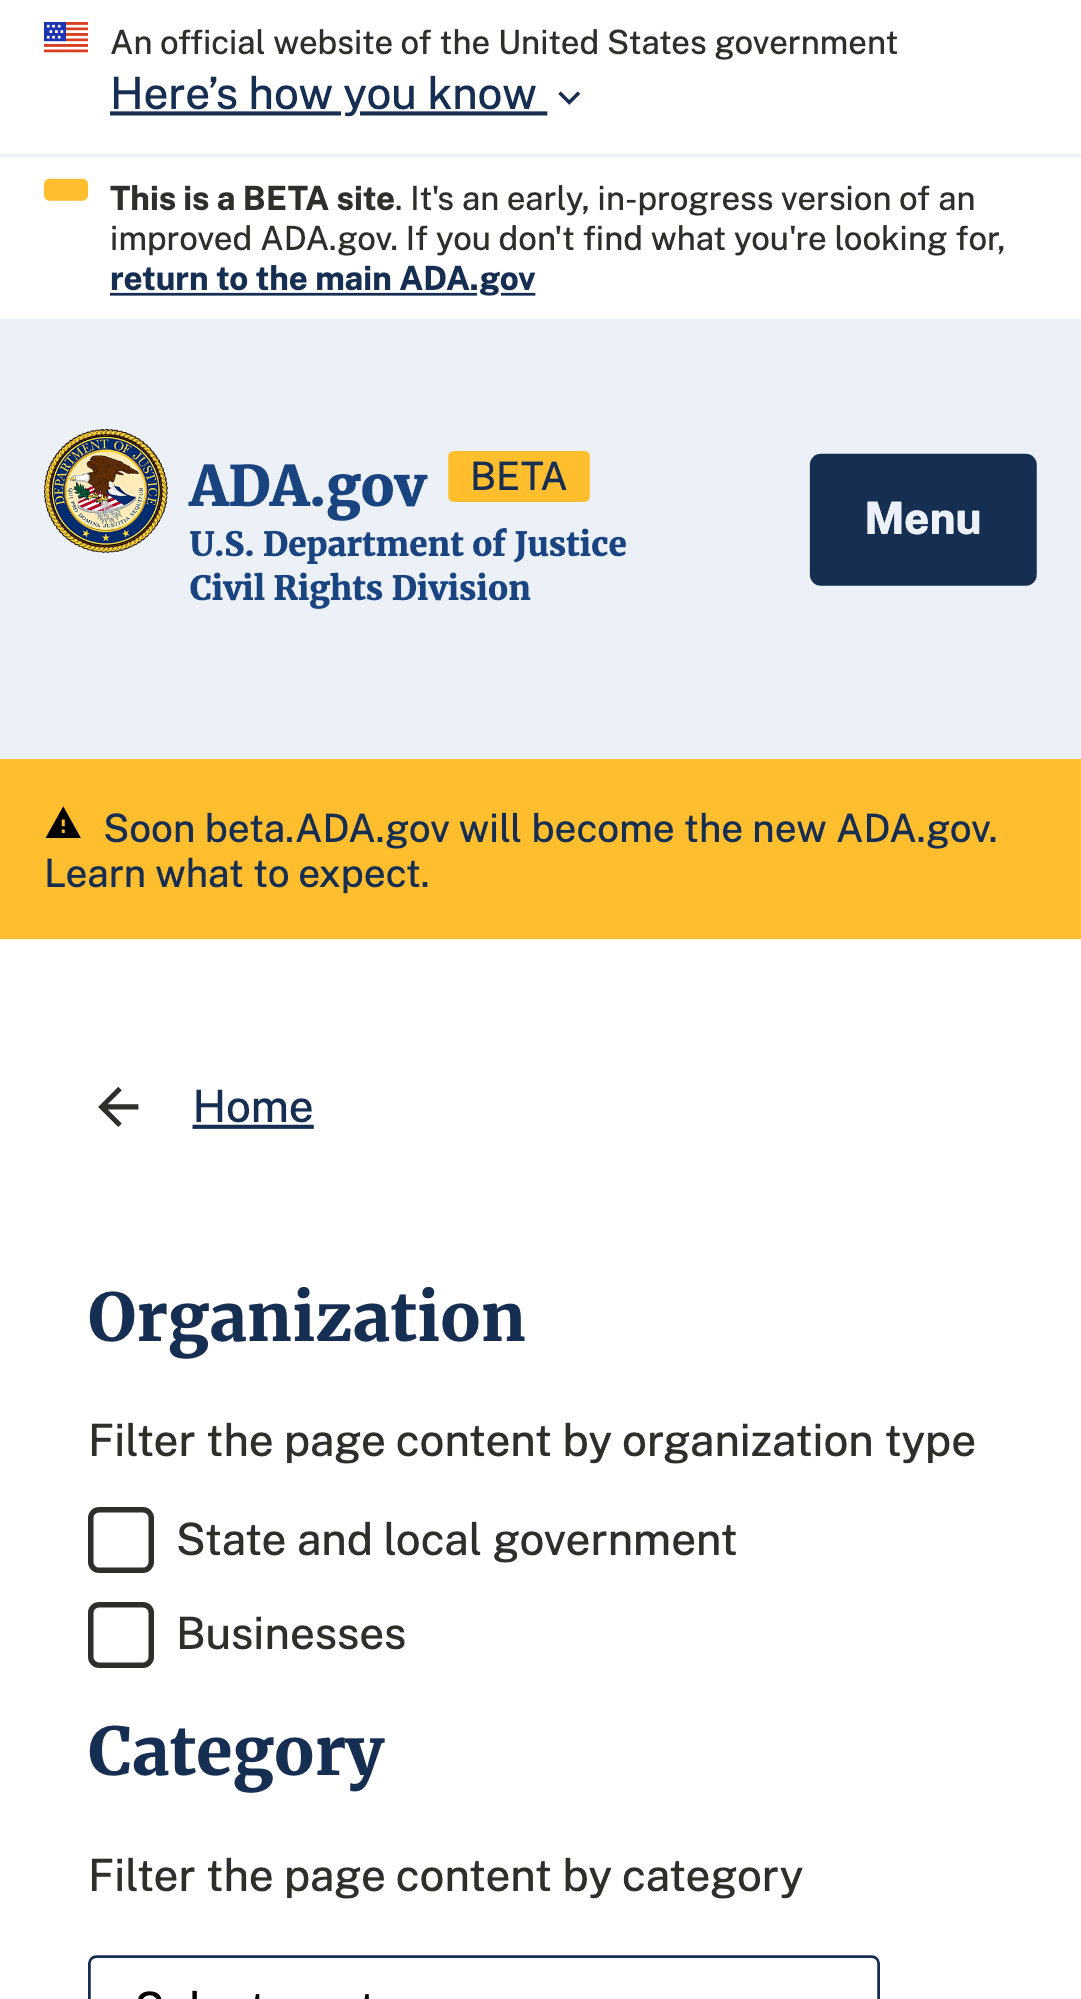 An official website of the United States government
Here’s how you know
This is a BETA site. It's an early, in-progress version of an
improved ADA.gov. If you don't find what you're looking for,
return to the main ADA.gov
DEPARTMENT OF JUSTICE
ADA.gov BETA
U.S. Department of Justice
Civil Rights Division
Menu
Soon beta.ADA.gov will become the new ADA.gov.
Learn what to expect.
Home
Organization
Filter the page content by organization type
State and local government
Businesses
Category
Filter the page content by category